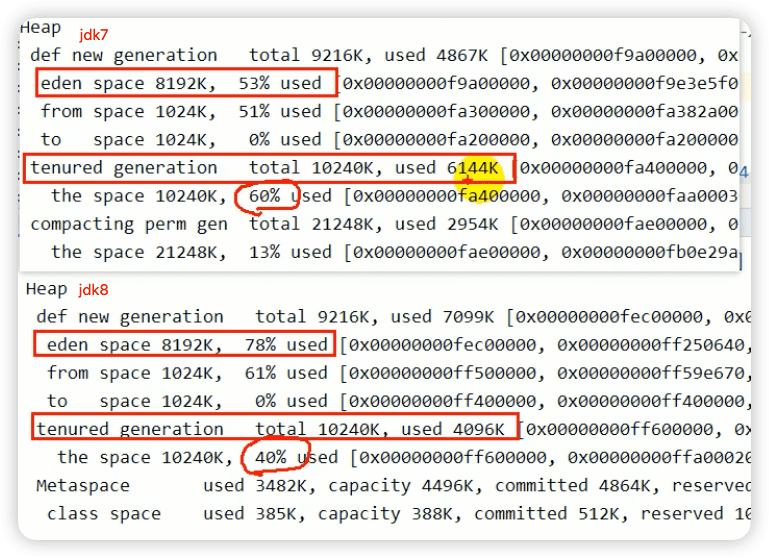 Heap jdk7
def new generation total 9216K, used 4867K [0x00000000f9a00000, 0x
eden space 8192K, 53% used [0x00000000f9a00000, 0x00000000f9e3e5f0
from space 1024K, 51% used [0x00000000fa300000, 0x00000000fa382a00
to space 1024K, 0% used [0x00000000fa200000, 0x00000000fa200000
tenured generation total 10240K, used 6144K [0x00000000fa400000, 0
the space 10240K, 60% used [0x00000000fa400000, 0x00000000faa0003
compacting perm gen total 21248K, used 2954K [0x00000000fae00000, 0
the space 21248K, 13% used [0x00000000fae00000, 0x00000000fb0e29a
Heap jdk8
def new generation total 9216K, used 7099K [0x00000000fec00000, 0x
eden space 8192K, 78% used [0x00000000fec00000, 0x00000000ff250640,
from space 1024K, 61% used [0x00000000ff500000, 0x00000000ff59e670,
to space 1024K, 0% used [0x00000000ff400000, 0x00000000ff400000,
tenured generation total 10240K, used 4096K [0x00000000ff600000, 0x
the space 10240K, 40% used [0x00000000ff600000, 0x00000000ffa00020
Metaspace used 3482K, capacity 4496K, committed 4864K, reserved
class space used 385K, capacity 388K, committed 512K, reserved 10